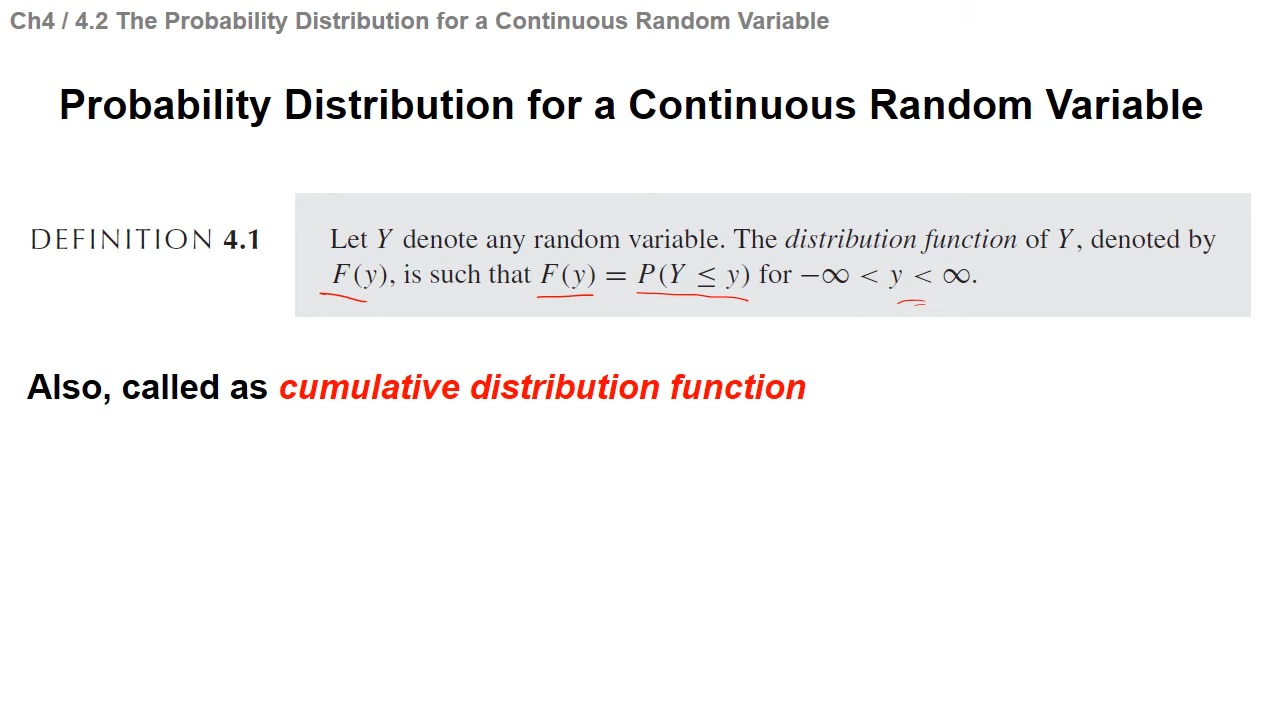 Ch4 / 4.2 The Probability Distribution for a Continuous Random Variable
Probability Distribution for a Continuous Random Variable
DEFINITION 4.1
Let Y denote any random variable. The distribution function of Y, denoted by
F(y), is such that F(y) = P(Y ≤ y) for −∞ < y < ∞.
Also, called as cumulative distribution function